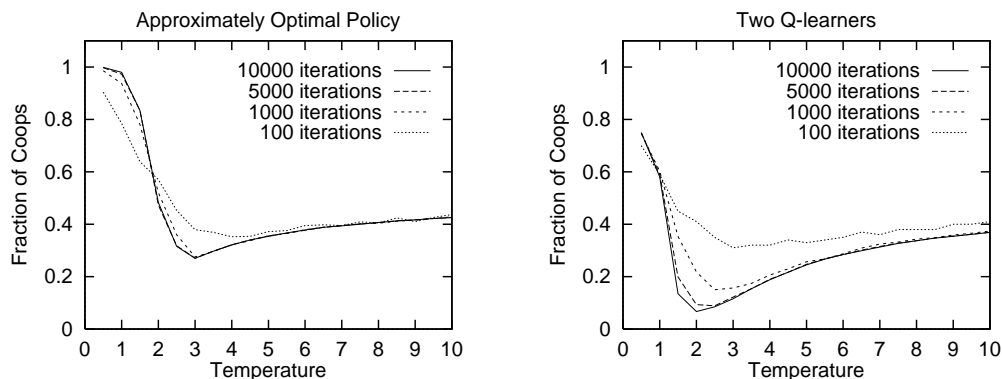 Approximately Optimal Policy
Fraction of Coops
1
0.8
0.6
0.4
0.2
0
10000 iterations
5000 iterations
1000 iterations
100 iterations
0 1 2 3 4 5 6 7 8 9 10
Temperature
Two Q-learners
Fraction of Coops
1
0.8
0.6
0.4
0.2
0
10000 iterations
5000 iterations
1000 iterations
100 iterations
0 1 2 3 4 5 6 7 8 9 10
Temperature